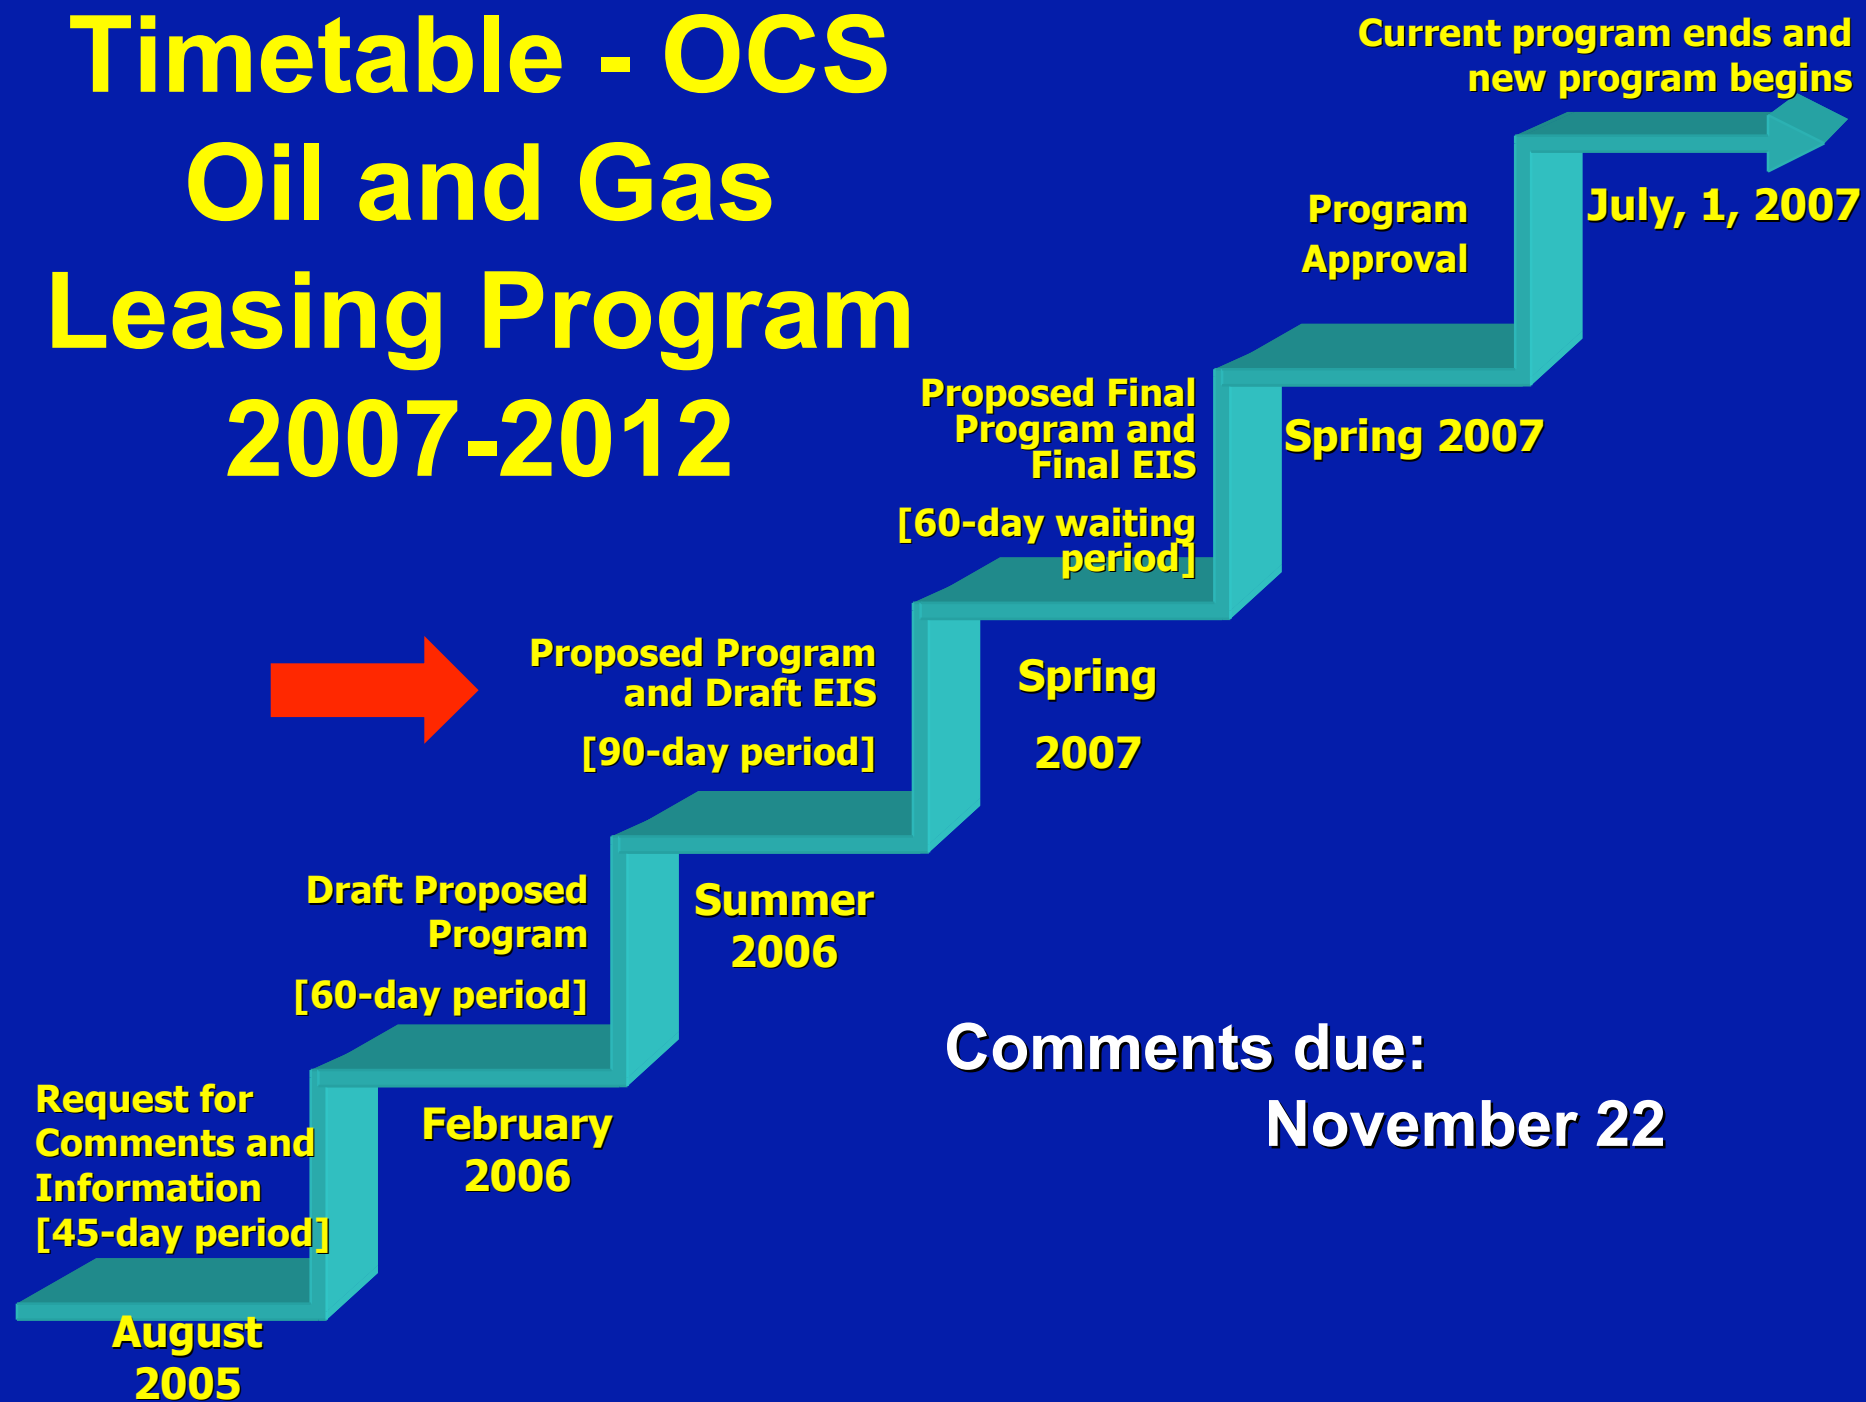 Timetable - OCS
Oil and Gas
Leasing Program
2007-2012
Current program ends and
new program begins
July, 1, 2007
Program
Approval
Spring 2007
Proposed Final
Program and
Final EIS
[60-day waiting
period]
Spring
2007
Proposed Program
and Draft EIS
[90-day period]
Summer
2006
Draft Proposed
Program
[60-day period]
February
2006
Request for
Comments and
Information
[45-day period]
August
2005
Comments due:
November 22